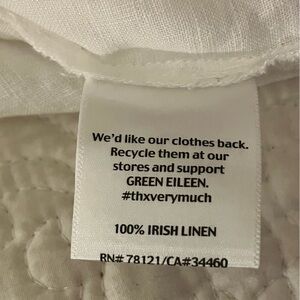 We'd like our clothes back.
Recycle them at our
stores and support
GREEN EILEEN.
#thxverymuch
100% IRISH LINEN
RN# 78121/CA#34460